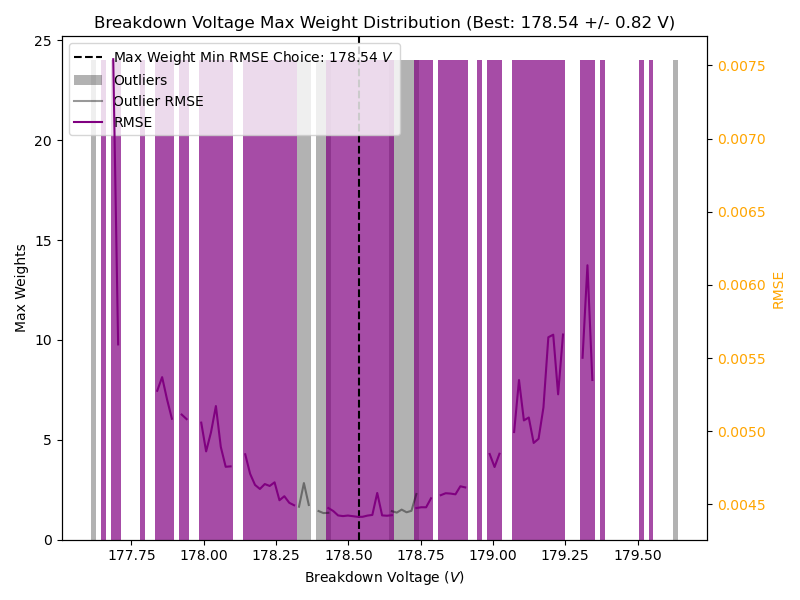 Breakdown Voltage Max Weight Distribution (Best: 178.54 +/- 0.82 V)
Max Weight Min RMSE Choice: 178.54 V
Outliers
Outlier RMSE
RMSE
25
20
15
10
5
0
Max Weights
0.0075
0.0070
0.0065
0.0060
0.0055
0.0050
0.0045
RMSE
177.75 178.00 178.25 178.50 178.75 179.00 179.25 179.50
Breakdown Voltage (V)